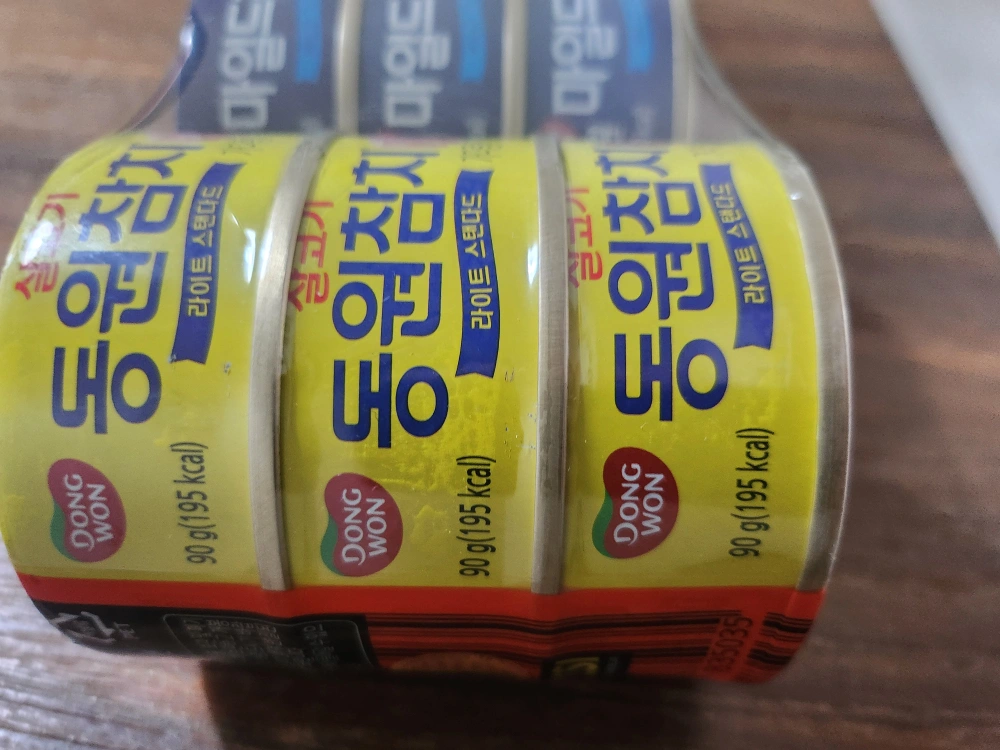 마일드
마일드
마일드
살코기
동원참치
라이트 스탠다드
DONG
WON
90 g(195 kcal)
살코기
동원참치
라이트 스탠다드
DONG
WON
90 g(195 kcal)
살코기
동원참치
라이트 스탠다드
DONG
WON
90 g(195 kcal)